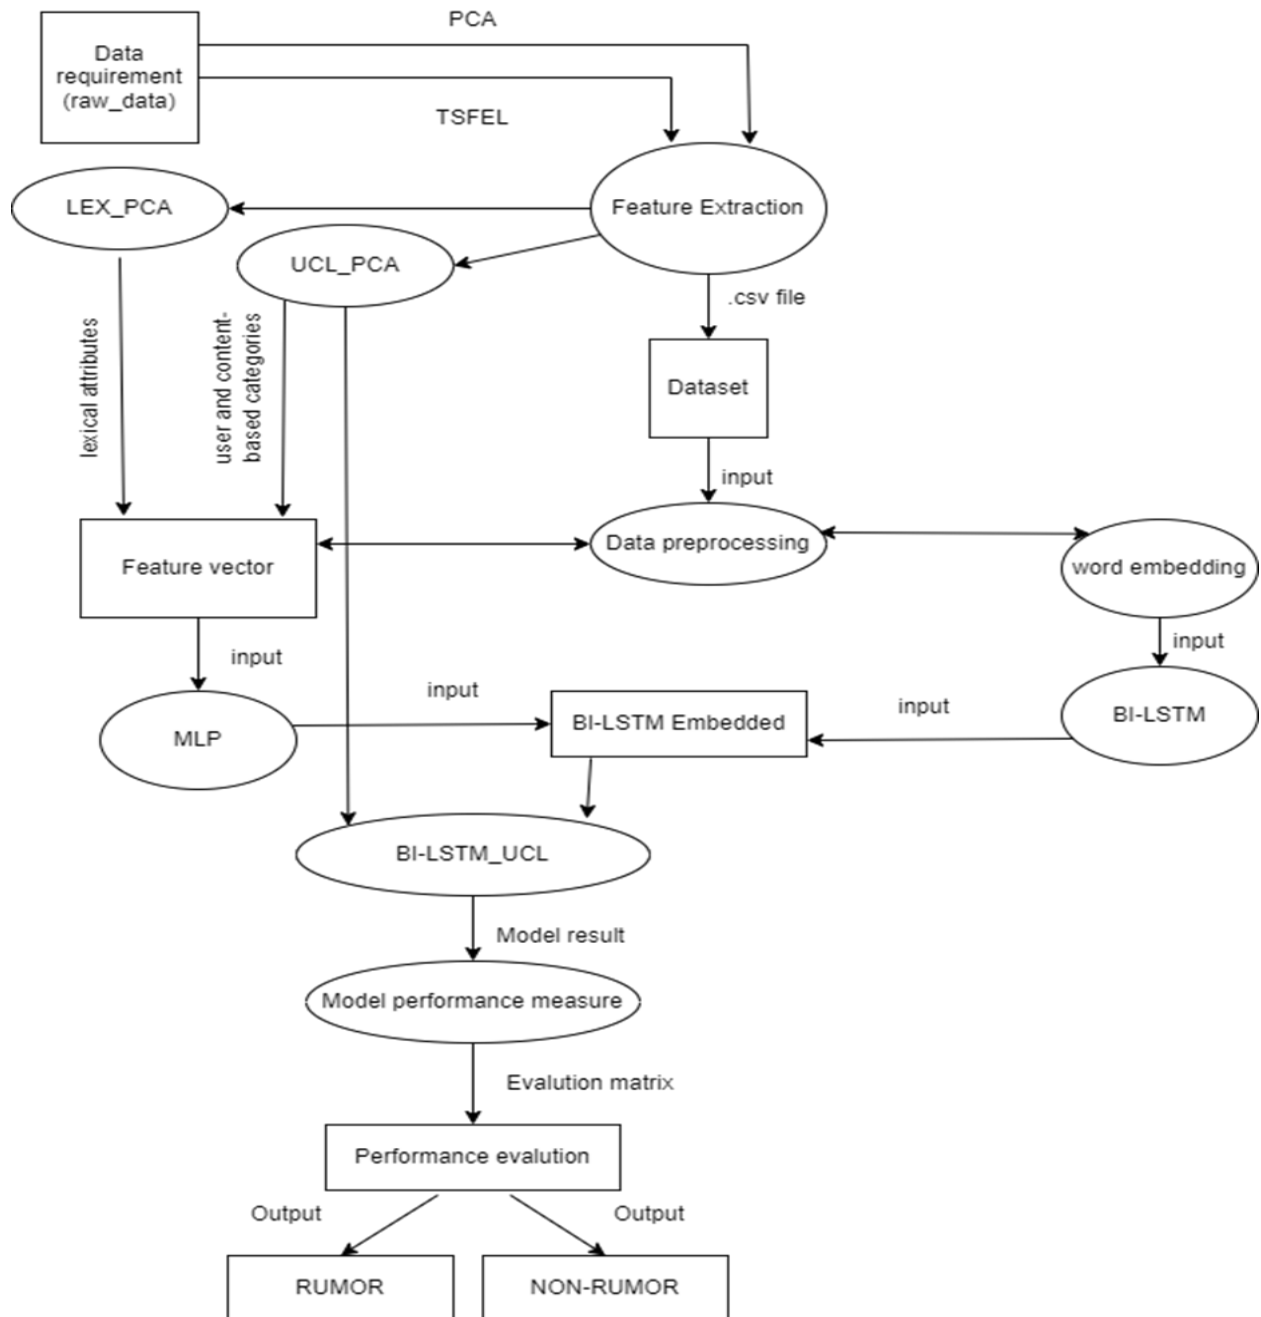 PCA
Data
requirement
(raw_data)
TSFEL
LEX_PCA
Feature Extraction
UCL_PCA
.csv file
lexical attributes
user and content-
based categories
Dataset
input
Data preprocessing
Feature vector
word embedding
input
input
input
input
BI-LSTM Embedded
BI-LSTM
MLP
BI-LSTM_UCL
Model result
Model performance measure
Evalution matrix
Performance evalution
Output
Output
RUMOR
NON-RUMOR